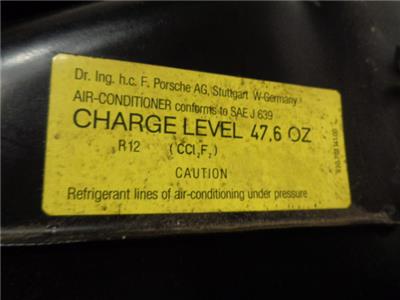 Dr. Ing. h.c. F. Porsche AG, Stuttgart W-Germany
AIR-CONDITIONER conforms to SAE J 639
CHARGE LEVEL 47,6 OZ
R12 (CCl₂F₂)
CAUTION
Refrigerant lines of air-conditioning under pressure